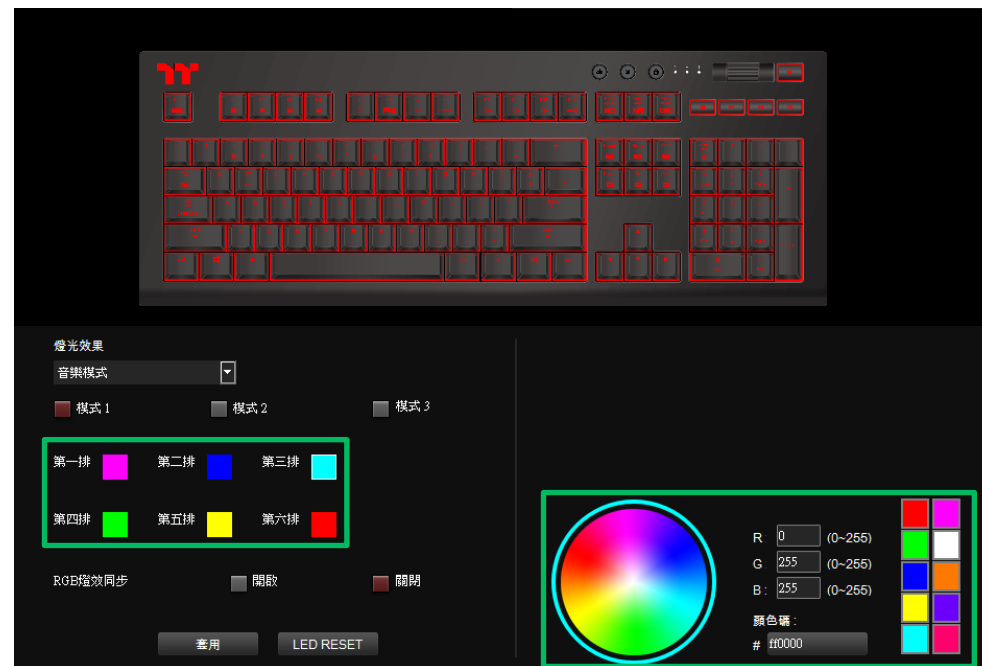 燈光效果
音樂模式
模式 1 模式 2 模式 3
第一排 第二排 第三排
第四排 第五排 第六排
RGB燈效同步 開啟 關閉
套用 LED RESET
R 0 (0~255)
G 255 (0~255)
B : 255 (0~255)
顏色碼 :
# ff0000